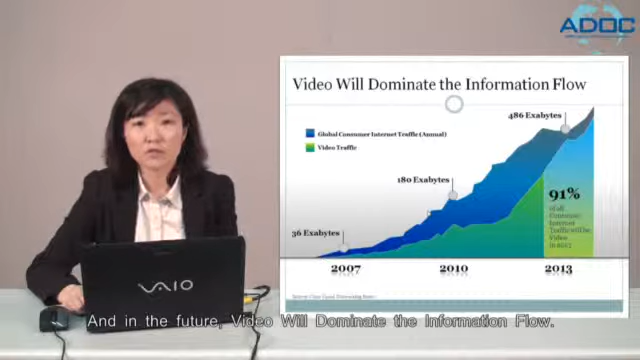 ADOC
Video Will Dominate the Information Flow
486 Exabytes
Global Consumer Internet Traffic (Annual)
Video Traffic
180 Exabytes
91%
of all
Consumer
Internet
Traffic will be
Video
in 2013
36 Exabytes
2007
2010
2013
VAIO
And in the future, Video Will Dominate the Information Flow.